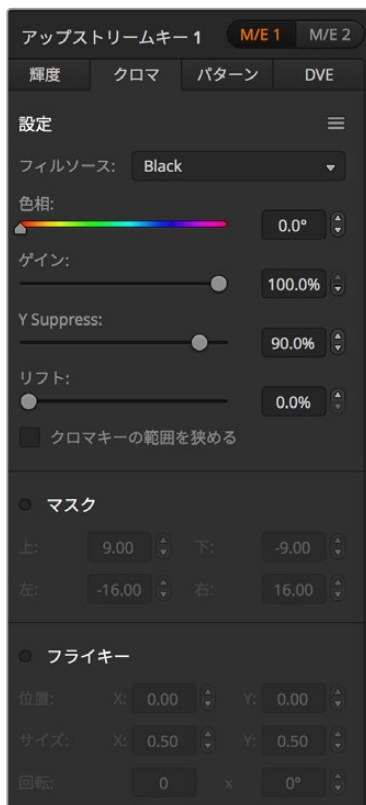 アップストリームキー 1 M/E 1 M/E 2
輝度 クロマ パターン DVE
設定
フィルソース: Black
色相:
0.0°
ゲイン:
100.0%
Y Suppress:
90.0%
リフト:
0.0%
クロマキーの範囲を狭める
マスク
上: 9.00 下: -9.00
左: -16.00 右: 16.00
フライキー
位置: X: 0.00 Y: 0.00
サイズ: X: 0.50 Y: 0.50
回転: 0 x 0°